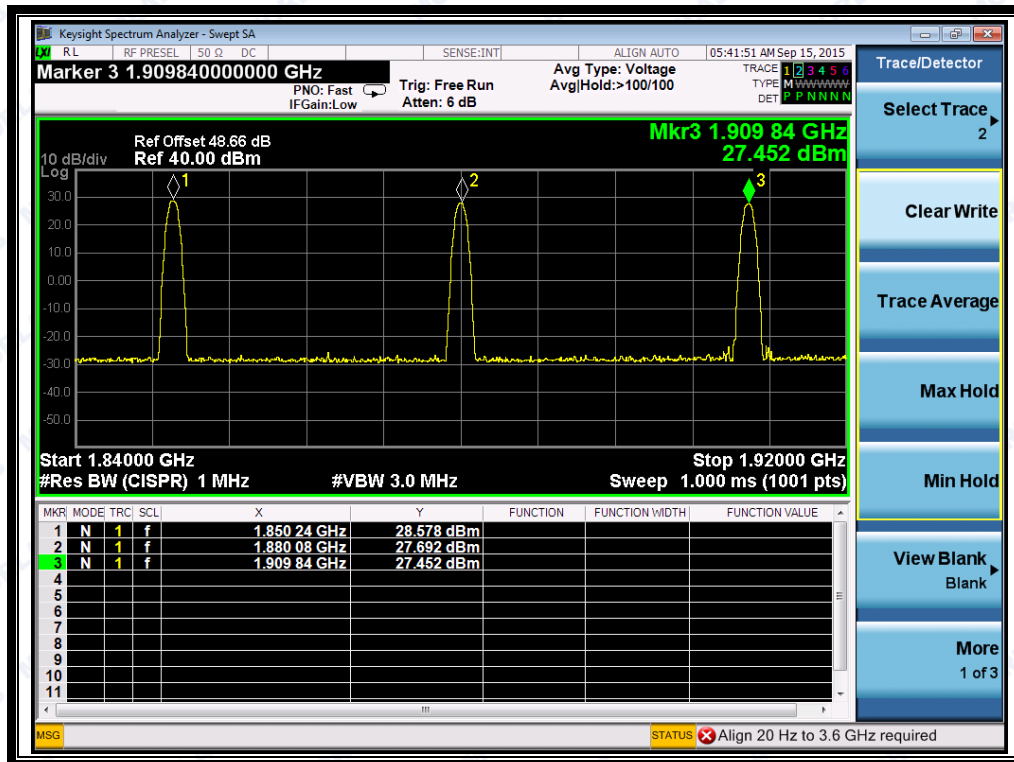 Keysight Spectrum Analyzer - Swept SA
LXI RL RF PRESEL 50 Ω DC SENSE:INT ALIGN AUTO 05:41:51 AM Sep 15, 2015
Marker 3 1.909840000000 GHz
PNO: Fast
IFGain:Low
Trig: Free Run
Atten: 6 dB
Avg Type: Voltage
Avg|Hold:>100/100
TRACE 1 2 3 4 5 6
TYPE M WWWWW
DET P P N N N N
Ref Offset 48.66 dB
10 dB/div Ref 40.00 dBm
Log
Mkr3 1.909 84 GHz
27.452 dBm
1
2
3
30.0
20.0
10.0
0.00
-10.0
-20.0
-30.0
-40.0
-50.0
Start 1.84000 GHz Stop 1.92000 GHz
#Res BW (CISPR) 1 MHz #VBW 3.0 MHz Sweep 1.000 ms (1001 pts)
MKR MODE TRC SCL X Y FUNCTION FUNCTION WIDTH FUNCTION VALUE
1 N 1 f 1.850 24 GHz 28.578 dBm
2 N 1 f 1.880 08 GHz 27.692 dBm
3 N 1 f 1.909 84 GHz 27.452 dBm
4
5
6
7
8
9
10
11
MSG STATUS Align 20 Hz to 3.6 GHz required
Trace/Detector
Select Trace
2
Clear Write
Trace Average
Max Hold
Min Hold
View Blank
Blank
More
1 of 3